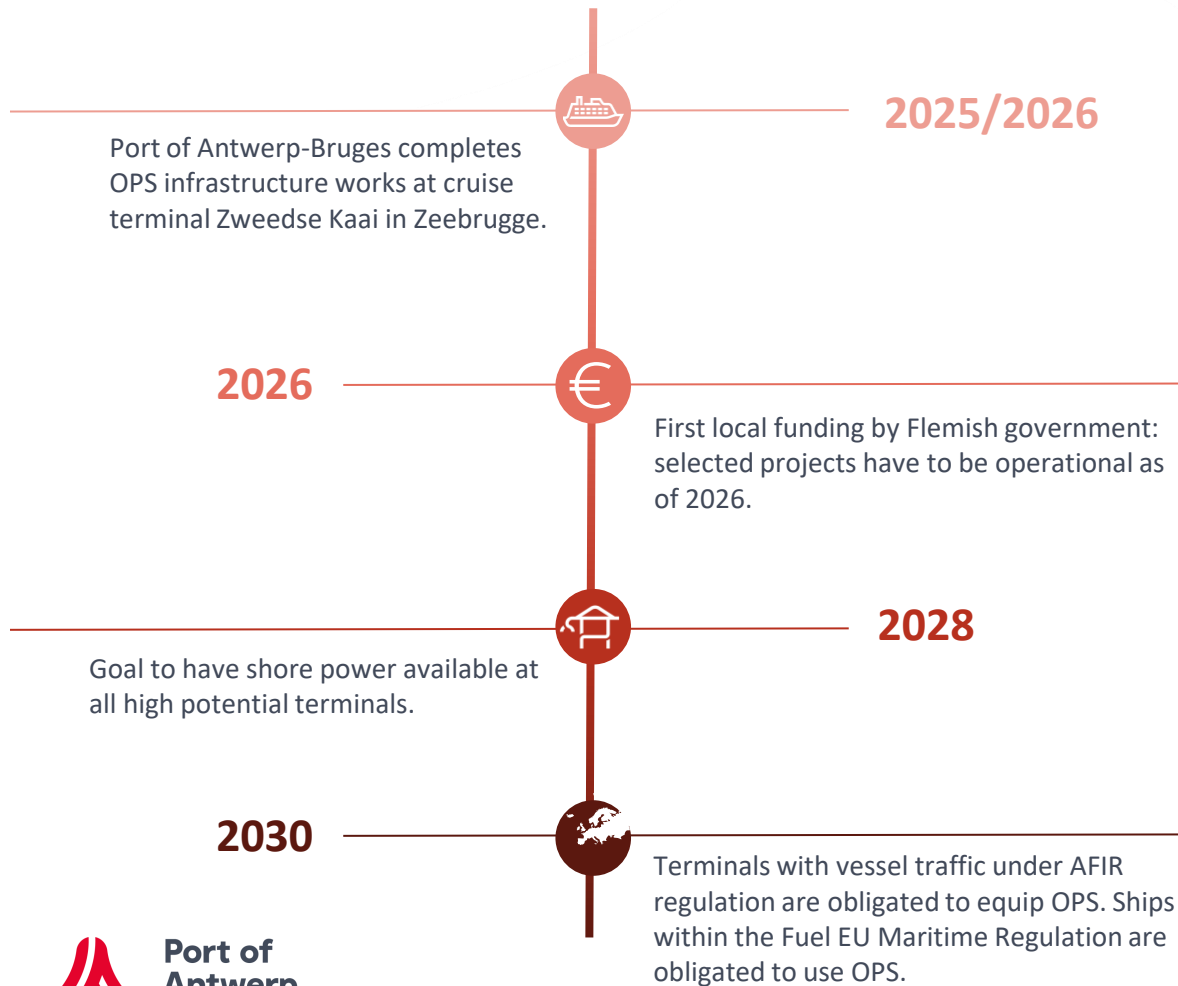 2025/2026
Port of Antwerp-Bruges completes
OPS infrastructure works at cruise
terminal Zweedse Kaai in Zeebrugge.
2026
€
First local funding by Flemish government:
selected projects have to be operational as
of 2026.
2028
Goal to have shore power available at
all high potential terminals.
2030
Terminals with vessel traffic under AFIR
regulation are obligated to equip OPS. Ships
within the Fuel EU Maritime Regulation are
obligated to use OPS.
Port of
Antwerp